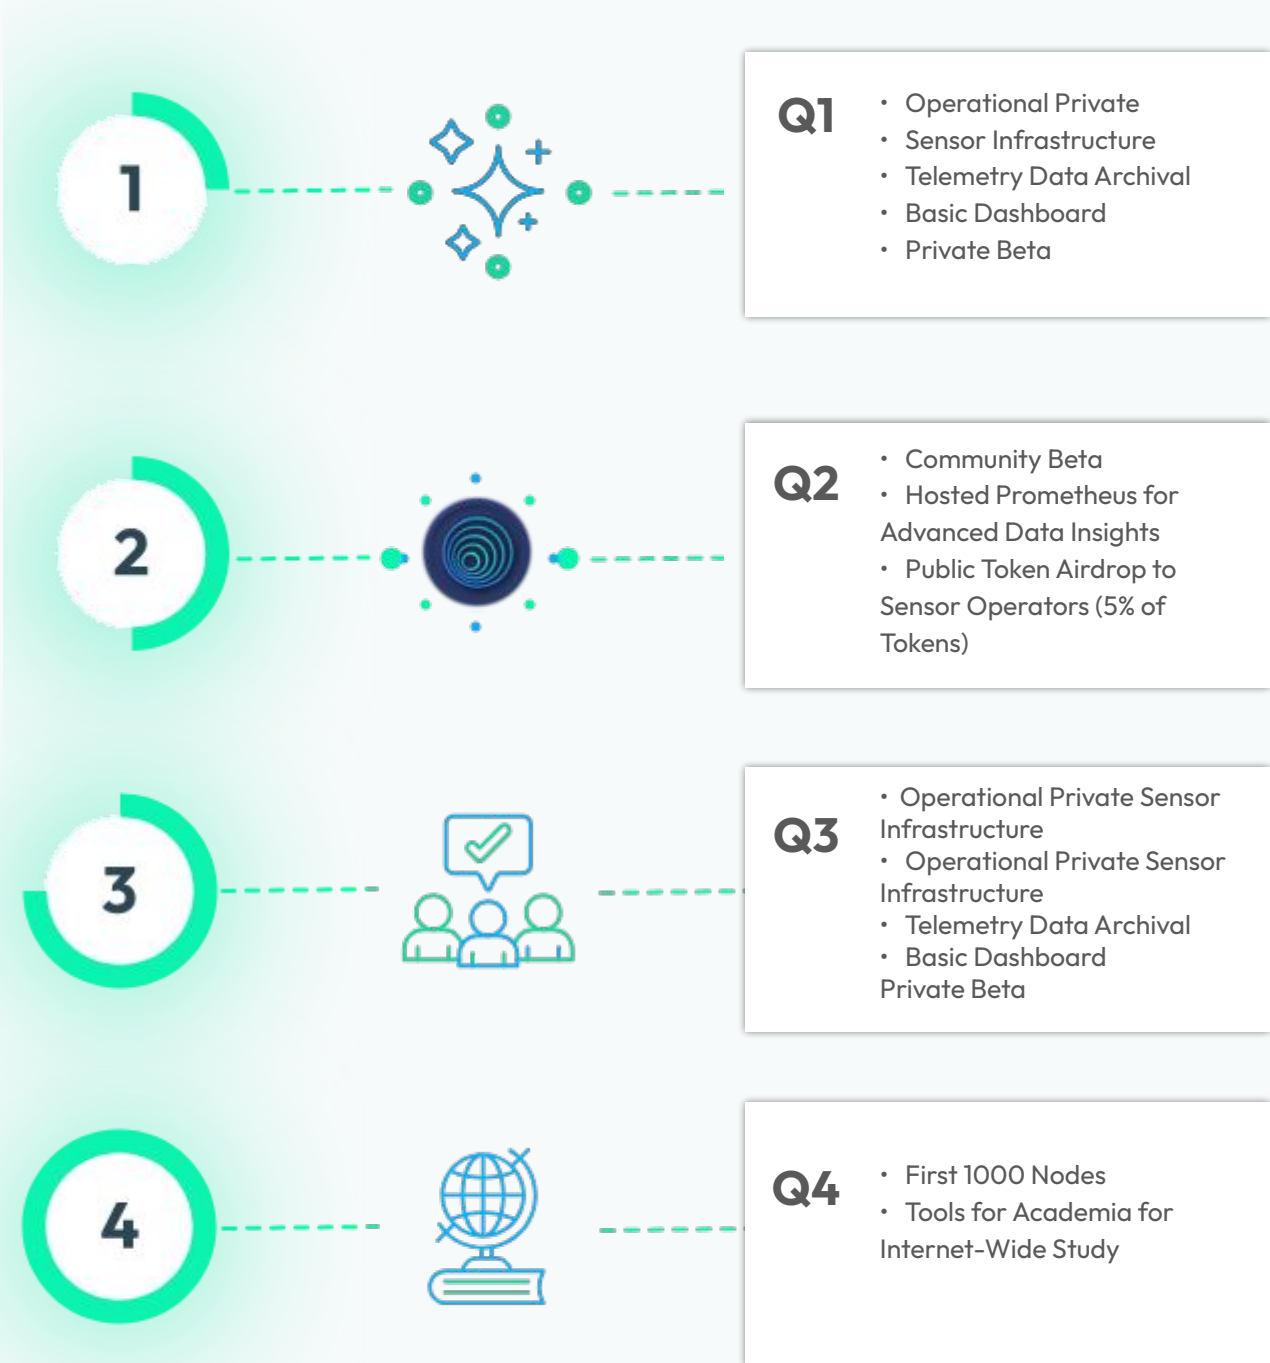 1
Q1
• Operational Private
• Sensor Infrastructure
• Telemetry Data Archival
• Basic Dashboard
• Private Beta
2
Q2
• Community Beta
• Hosted Prometheus for
Advanced Data Insights
• Public Token Airdrop to
Sensor Operators (5% of
Tokens)
3
Q3
• Operational Private Sensor
Infrastructure
• Operational Private Sensor
Infrastructure
• Telemetry Data Archival
• Basic Dashboard
Private Beta
4
Q4
• First 1000 Nodes
• Tools for Academia for
Internet-Wide Study